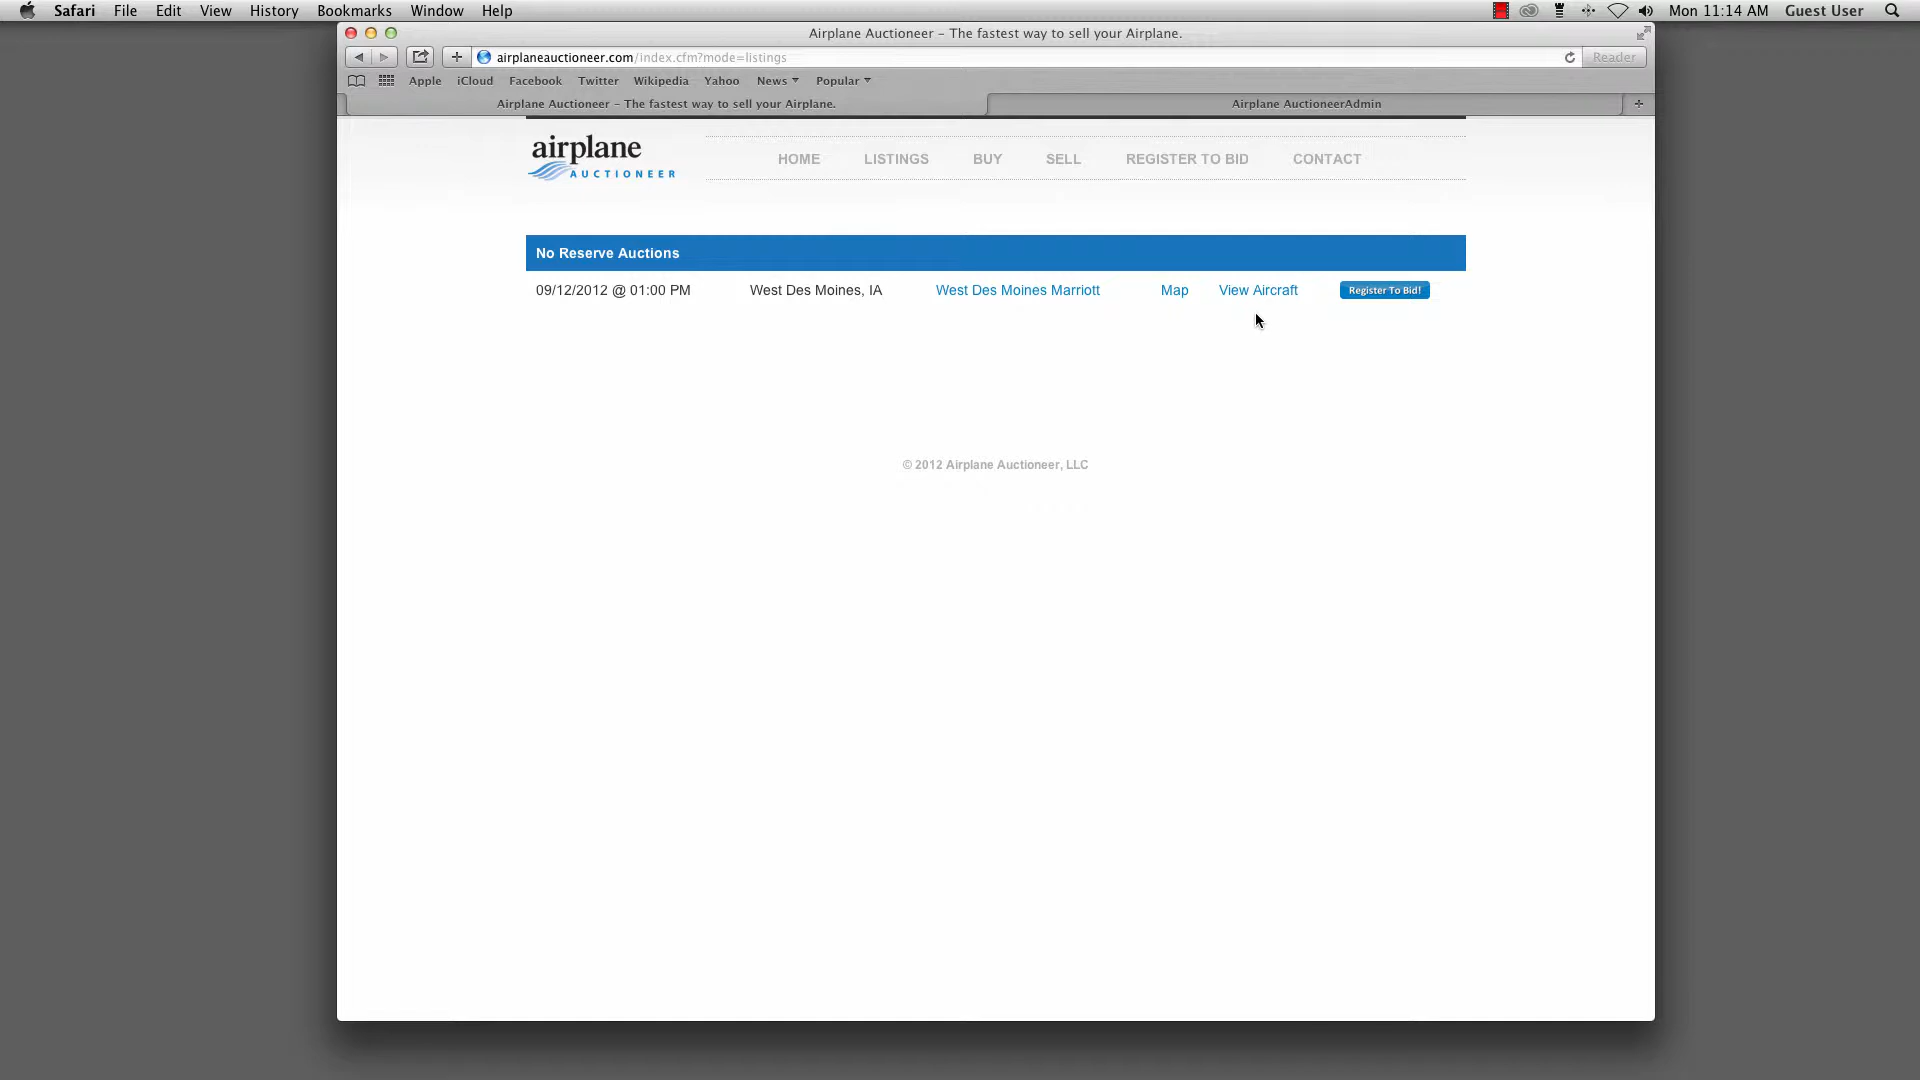 Safari File Edit View History Bookmarks Window Help Mon 11:14 AM Guest User
Airplane Auctioneer – The fastest way to sell your Airplane.
airplaneauctioneer.com/index.cfm?mode=listings Reader
Apple iCloud Facebook Twitter Wikipedia Yahoo News Popular
Airplane Auctioneer – The fastest way to sell your Airplane. Airplane AuctioneerAdmin
airplane
AUCTIONEER
HOME LISTINGS BUY SELL REGISTER TO BID CONTACT
No Reserve Auctions
09/12/2012 @ 01:00 PM West Des Moines, IA West Des Moines Marriott Map View Aircraft Register To Bid!
© 2012 Airplane Auctioneer, LLC